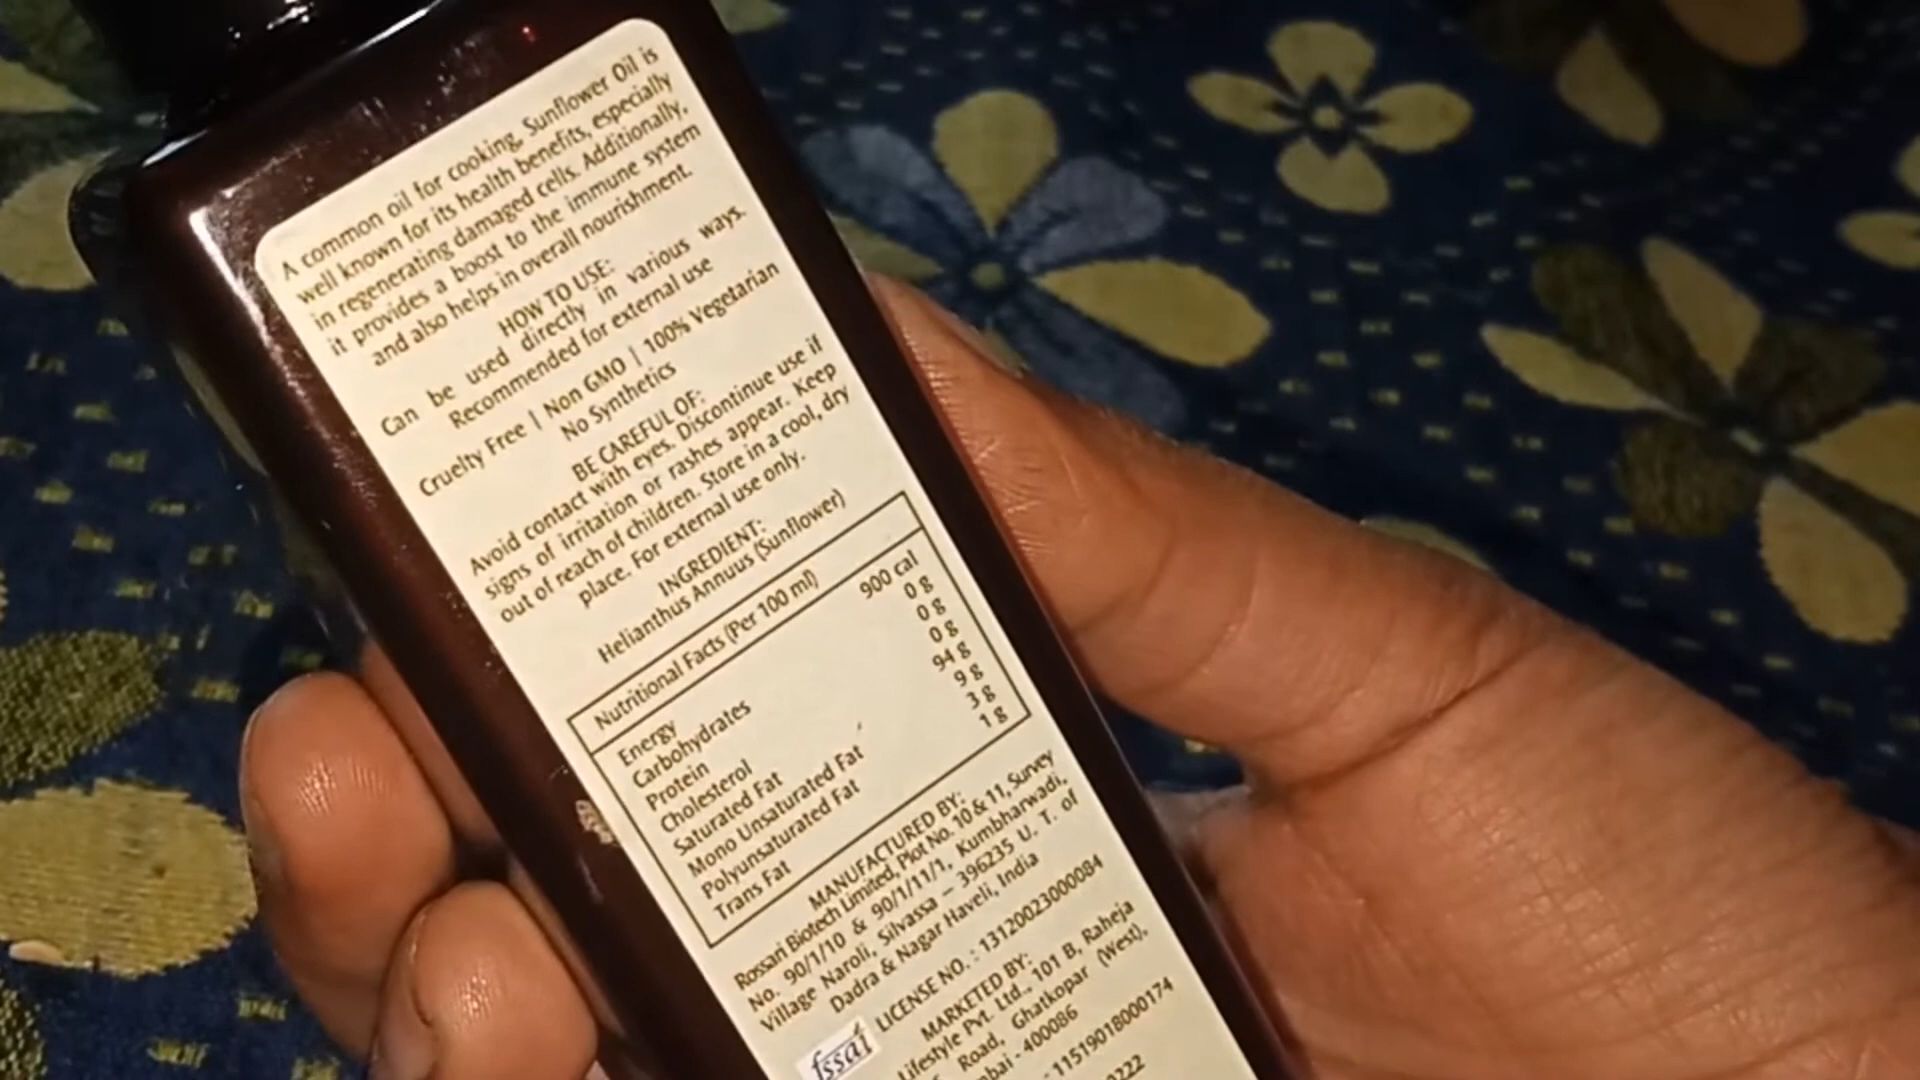 A common oil for cooking, Sunflower Oil is
well known for its health benefits, especially
in regenerating damaged cells. Additionally,
it provides a boost to the immune system
and also helps in overall nourishment.
HOW TO USE:
Can be used directly in various ways.
Recommended for external use
Cruelty Free | Non GMO | 100% Vegetarian
No Synthetics
BE CAREFUL OF:
Avoid contact with eyes. Discontinue use if
signs of irritation or rashes appear. Keep
out of reach of children. Store in a cool, dry
place. For external use only.
INGREDIENT:
Helianthus Annuus (Sunflower)
Nutritional Facts (Per 100 ml)
Energy 900 cal
Carbohydrates 0 g
Protein 0 g
Cholesterol 0 g
Saturated Fat 94 g
Mono Unsaturated Fat 9 g
Polyunsaturated Fat 3 g
Trans Fat 1 g
MANUFACTURED BY:
Rossari Biotech Limited, Plot No. 10 & 11, Survey
No. 90/1/10 & 90/1/11/1, Kumbharwadi,
Village Naroli, Silvassa – 396235 U. T. of
Dadra & Nagar Haveli, India
fssai LICENSE NO. : 13120023000084
MARKETED BY:
Lifestyle Pvt. Ltd., 101 B, Raheja
Road, Ghatkopar (West),
- 400086
- 11519018000174